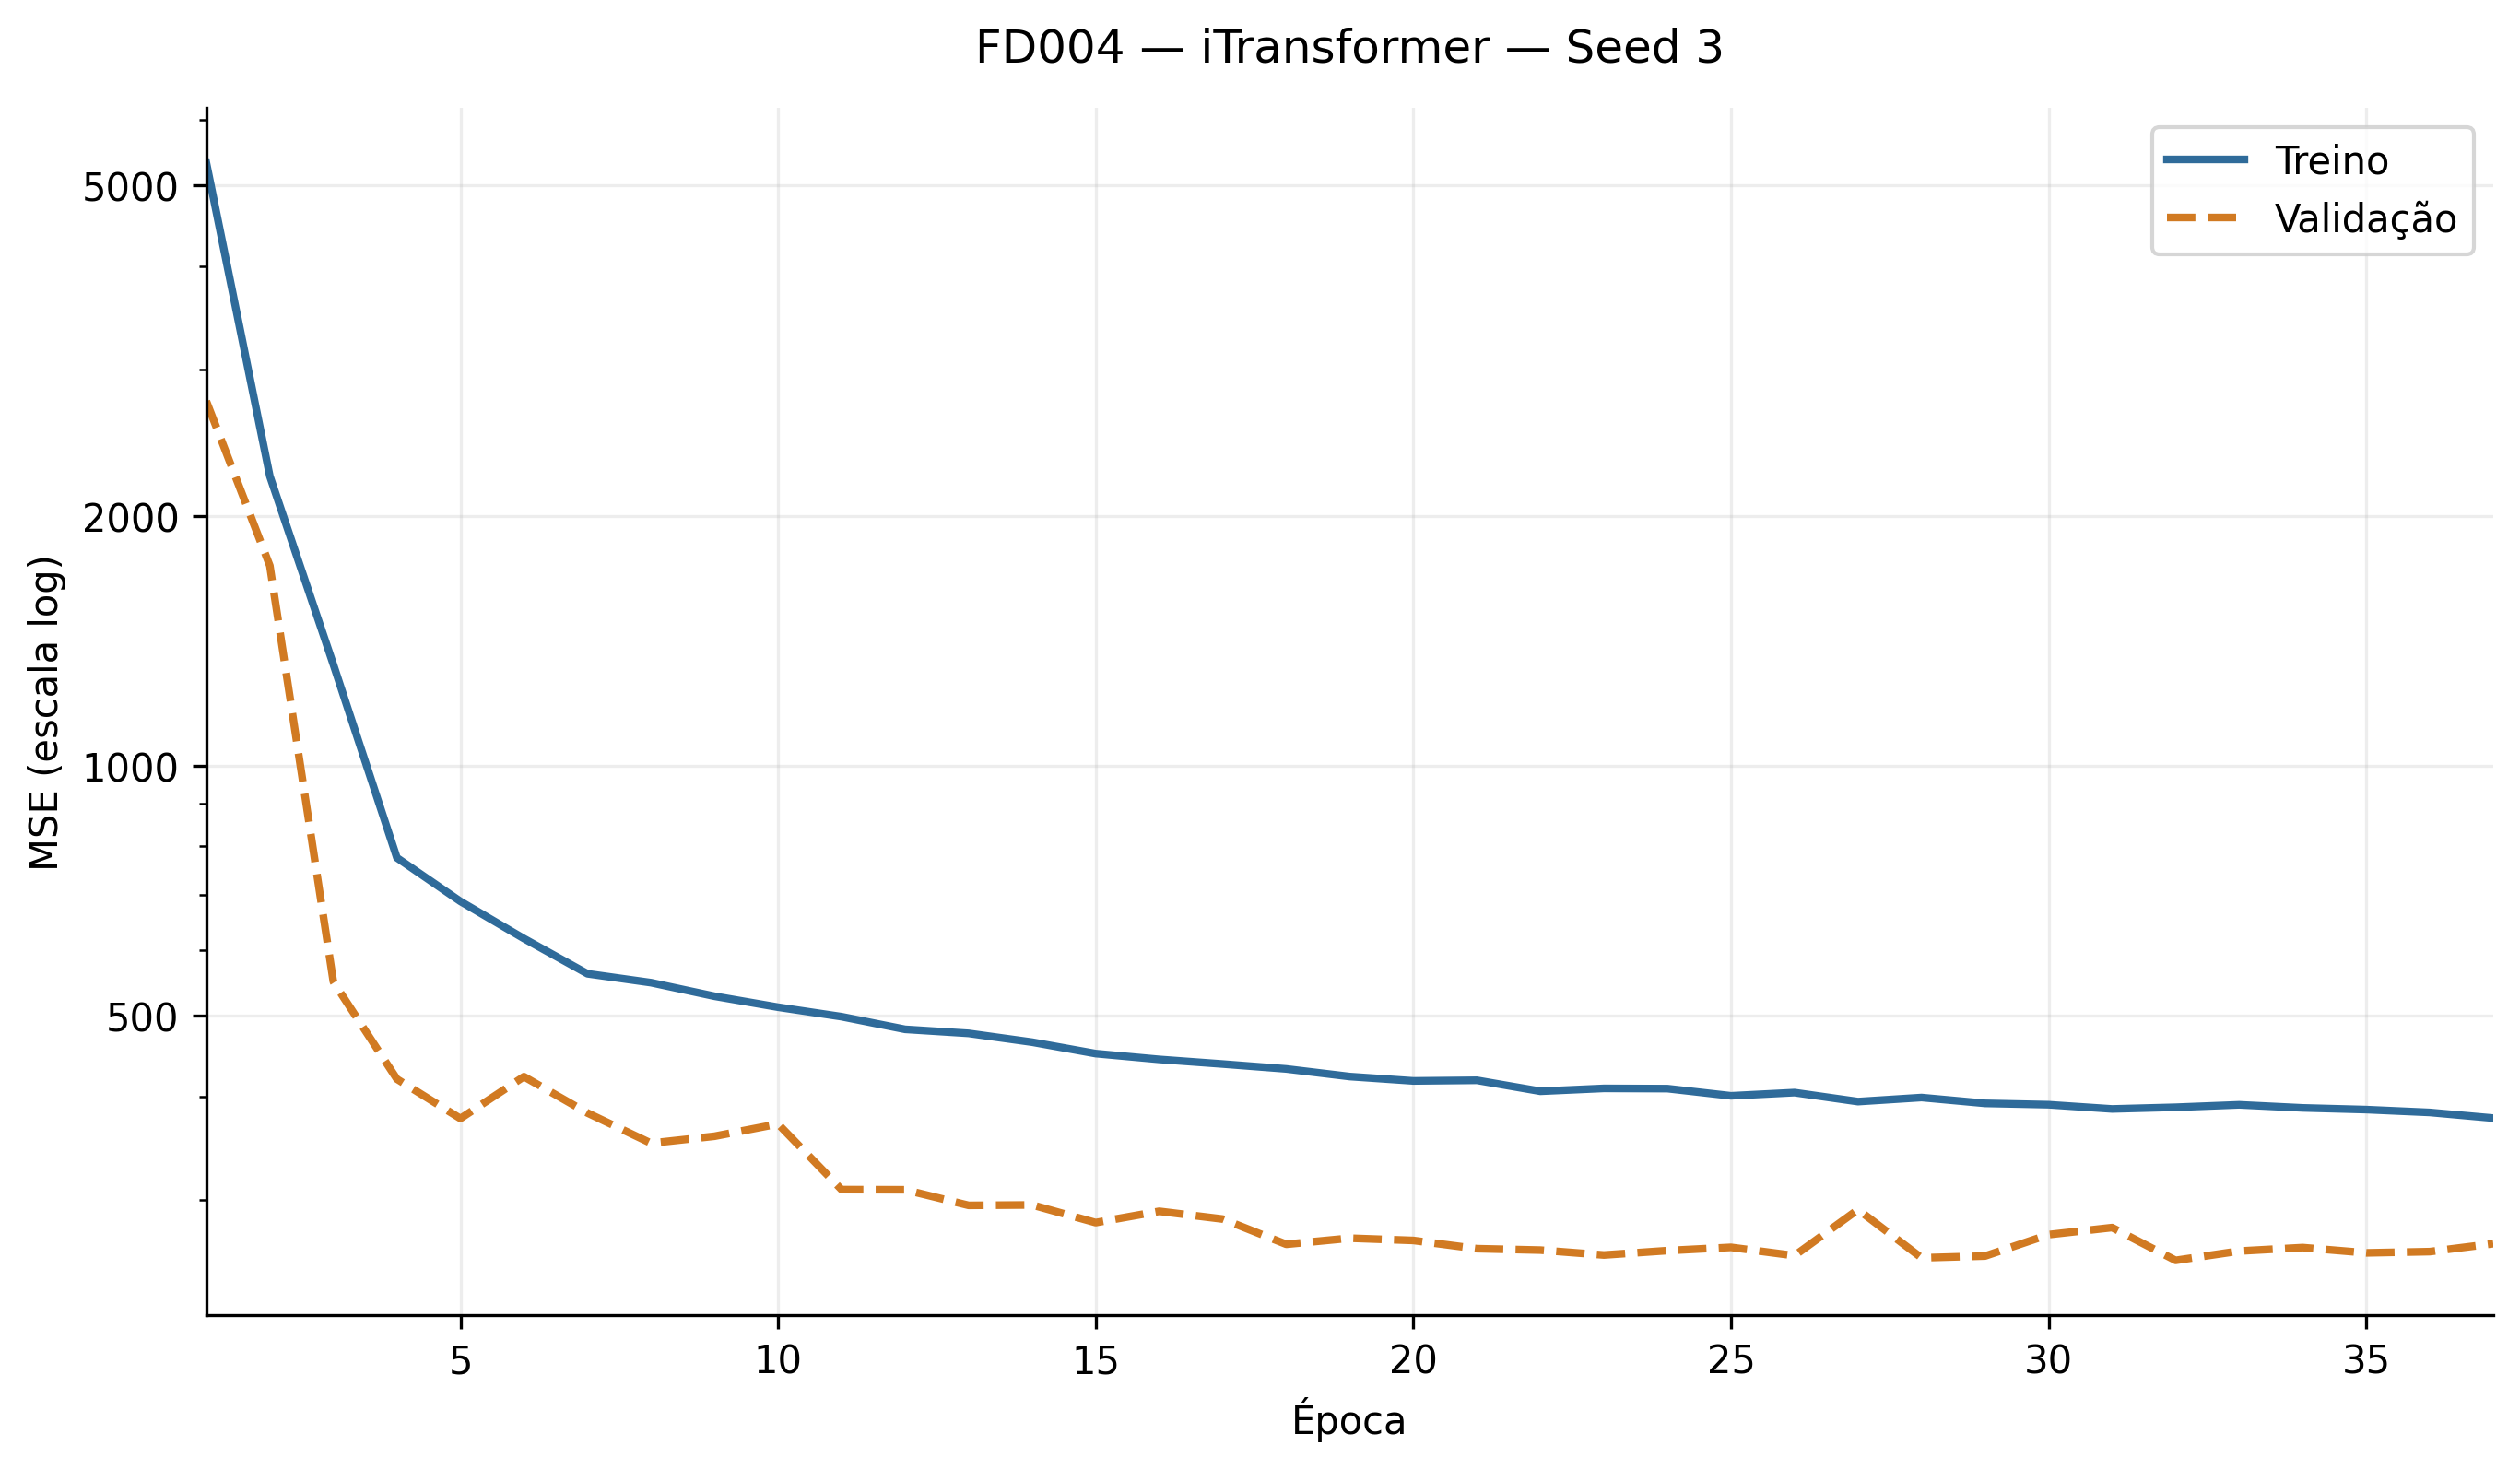 FD004 — iTransformer — Seed 3
Treino
Validação
MSE (escala log)
5000
2000
1000
500
5 10 15 20 25 30 35
Época